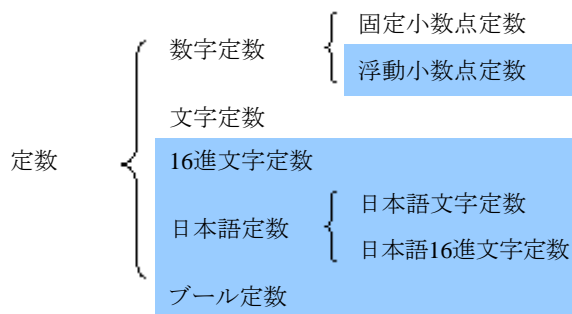 固定小数点定数
数字定数
浮動小数点定数
文字定数
定数
16進文字定数
日本語文字定数
日本語定数
日本語16進文字定数
ブール定数